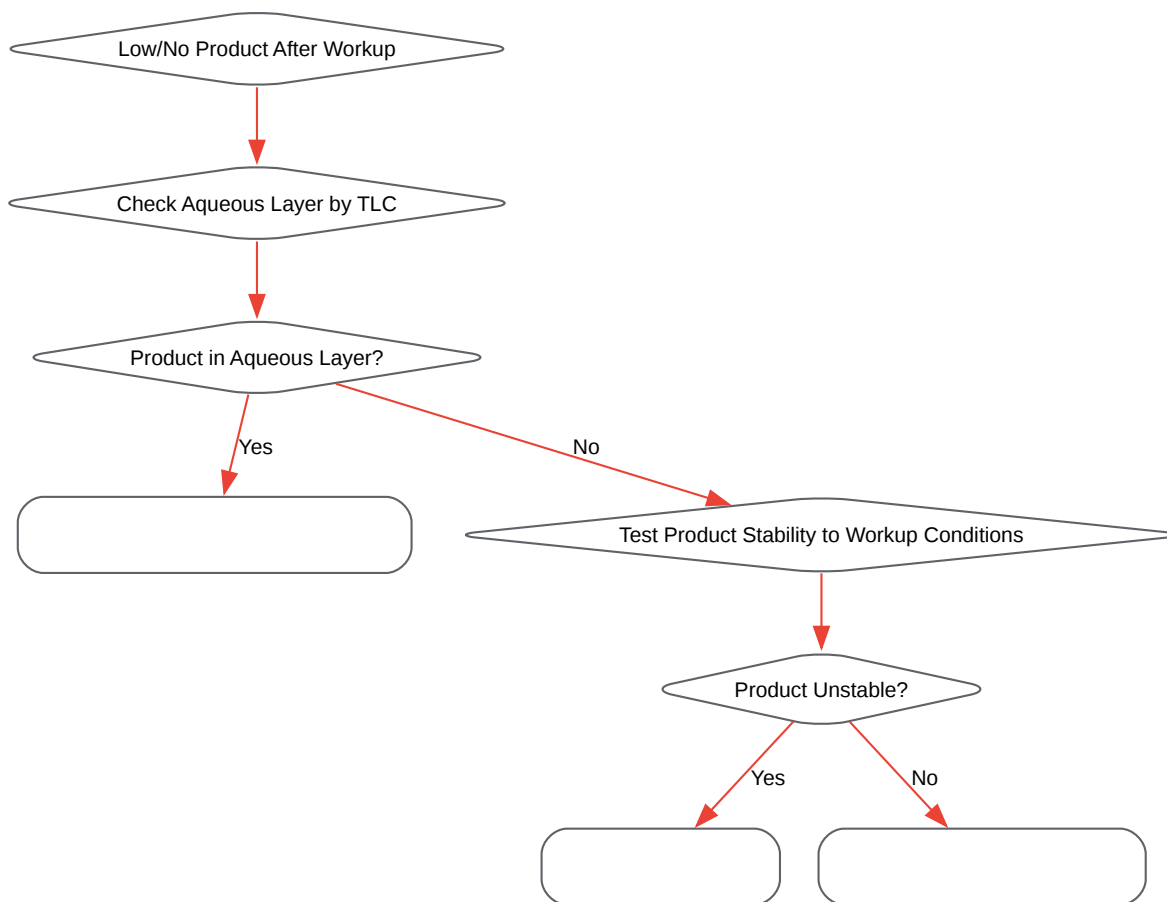 Low/No Product After Workup
Check Aqueous Layer by TLC
Product in Aqueous Layer?
Yes
No
Test Product Stability to Workup Conditions
Product Unstable?
Yes
No